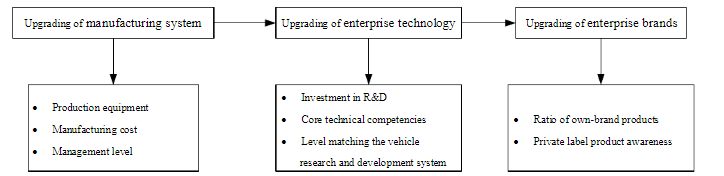 Upgrading of manufacturing system
Upgrading of enterprise technology
Upgrading of enterprise brands
• Production equipment
• Manufacturing cost
• Management level
• Investment in R&D
• Core technical competencies
• Level matching the vehicle
research and development system
• Ratio of own-brand products
• Private label product awareness